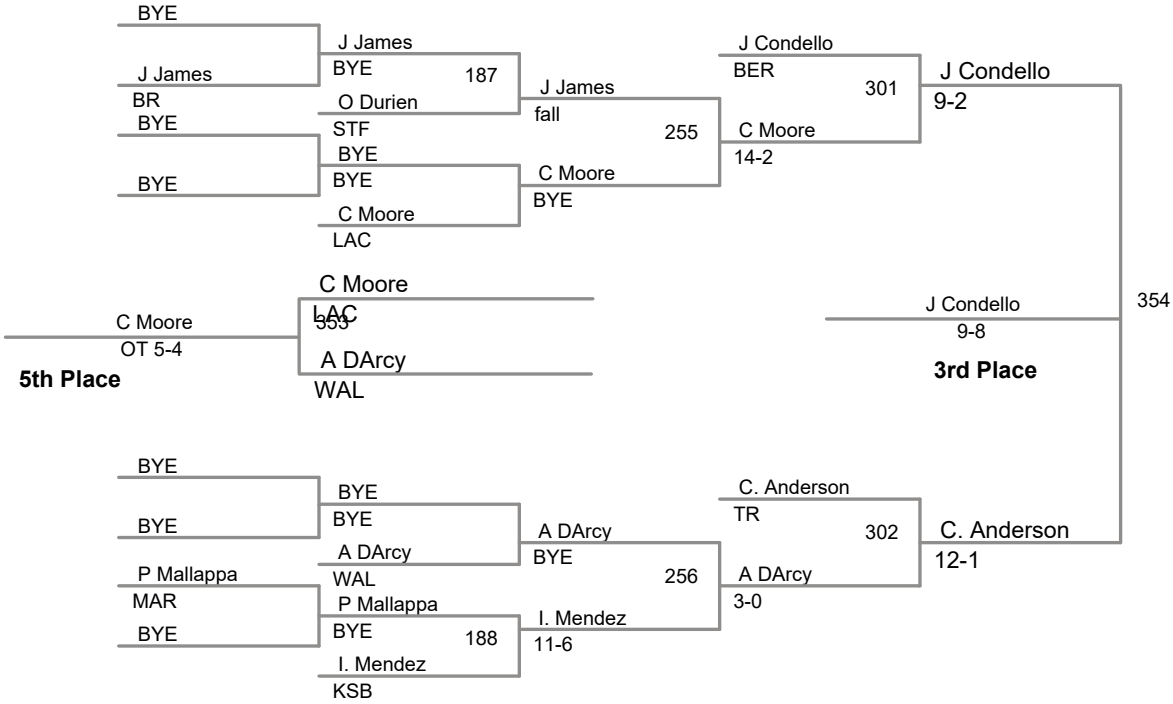 BYE
J James
BR
BYE
BYE
J James
BYE
187
O Durien
STF
BYE
BYE
C Moore
LAC
J James
fall
255
C Moore
BYE
J Condello
BER
301
C Moore
14-2
J Condello
9-2
C Moore
LAC
353
A DArcy
WAL
C Moore
OT 5-4
5th Place
354
J Condello
9-8
3rd Place
BYE
BYE
P Mallappa
MAR
BYE
BYE
BYE
A DArcy
WAL
P Mallappa
BYE
188
I. Mendez
KSB
A DArcy
BYE
256
I. Mendez
11-6
C. Anderson
TR
302
A DArcy
3-0
C. Anderson
12-1